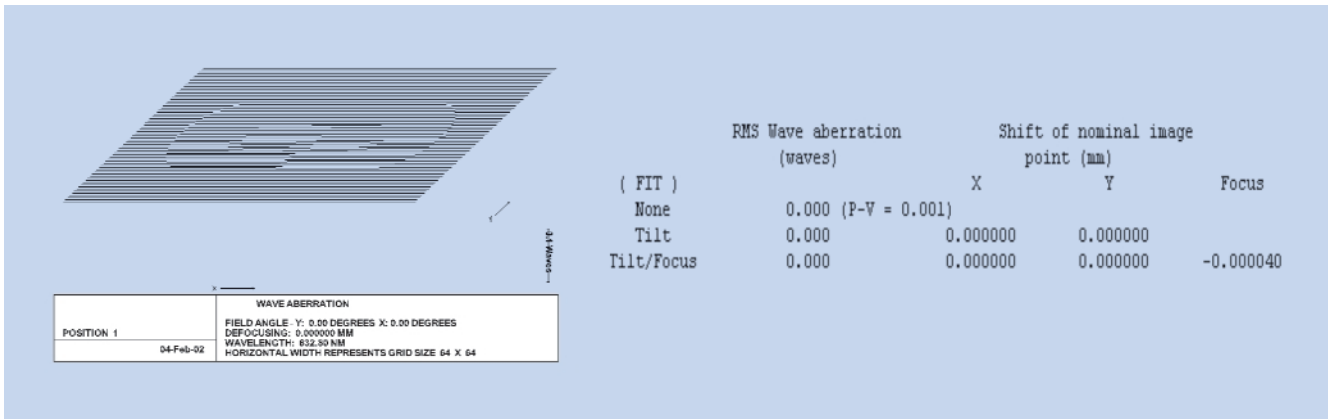 RMS Wave aberration Shift of nominal image
(waves) point (mm)
( FIT ) X Y Focus
None 0.000 (P-V = 0.001)
Tilt 0.000 0.000000 0.000000
Tilt/Focus 0.000 0.000000 0.000000 -0.000040
Y
X
WAVE ABERRATION
POSITION 1
04-Feb-02
FIELD ANGLE - Y: 0.00 DEGREES X: 0.00 DEGREES
DEFOCUSING: 0.000000 MM
WAVELENGTH: 632.80 NM
HORIZONTAL WIDTH REPRESENTS GRID SIZE 64 X 64